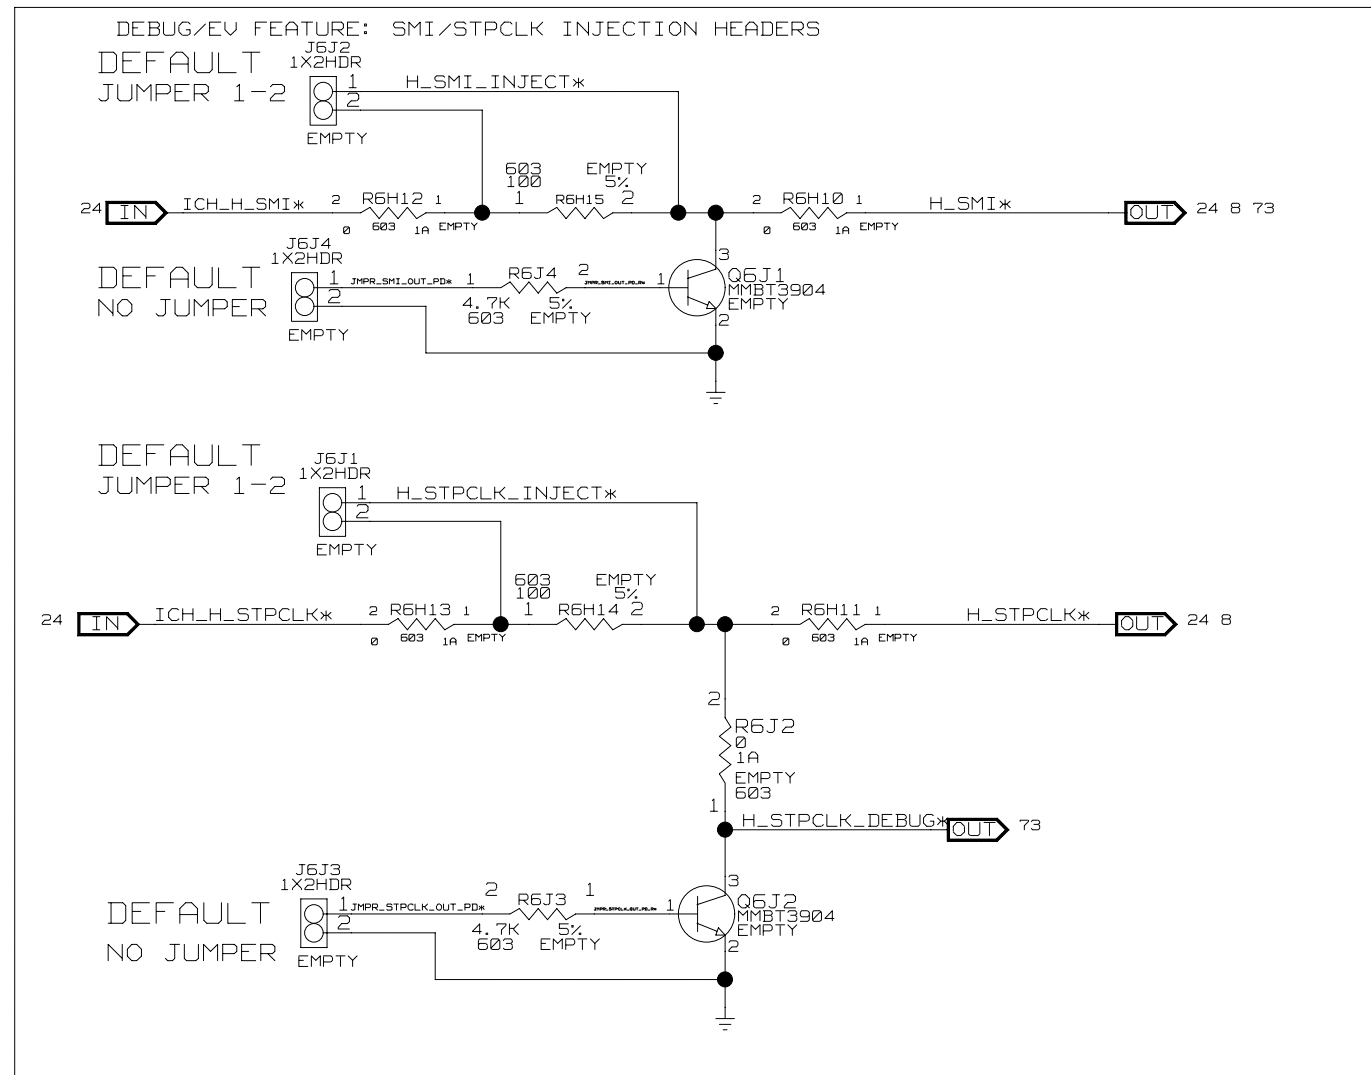 DEBUG/EV FEATURE: SMI/STPCLK INJECTION HEADERS
DEFAULT
JUMPER 1-2
J6J2
1X2HDR
1
2
EMPTY
H_SMI_INJECT*
24
IN
ICH_H_SMI*
2
R6H12
1
0
603
1A
EMPTY
603
100
EMPTY
5%
1
R6H15
2
2
R6H10
1
0
603
1A
EMPTY
H_SMI*
OUT
24 8 73
DEFAULT
NO JUMPER
J6J4
1X2HDR
1
2
EMPTY
JMPR_SMI_OUT_PD*
1
R6J4
2
4.7K
5%
603
EMPTY
JMPR_SMI_OUT_PD_R*
1
3
Q6J1
MMBT3904
EMPTY
2
DEFAULT
JUMPER 1-2
J6J1
1X2HDR
1
2
EMPTY
H_STPCLK_INJECT*
24
IN
ICH_H_STPCLK*
2
R6H13
1
0
603
1A
EMPTY
603
100
EMPTY
5%
1
R6H14
2
2
R6H11
1
0
603
1A
EMPTY
H_STPCLK*
OUT
24 8
2
R6J2
0
1A
EMPTY
603
1
H_STPCLK_DEBUG*
OUT
73
DEFAULT
NO JUMPER
J6J3
1X2HDR
1
2
EMPTY
JMPR_STPCLK_OUT_PD*
2
R6J3
1
4.7K
5%
603
EMPTY
JMPR_STPCLK_OUT_PD_R*
1
3
Q6J2
MMBT3904
EMPTY
2